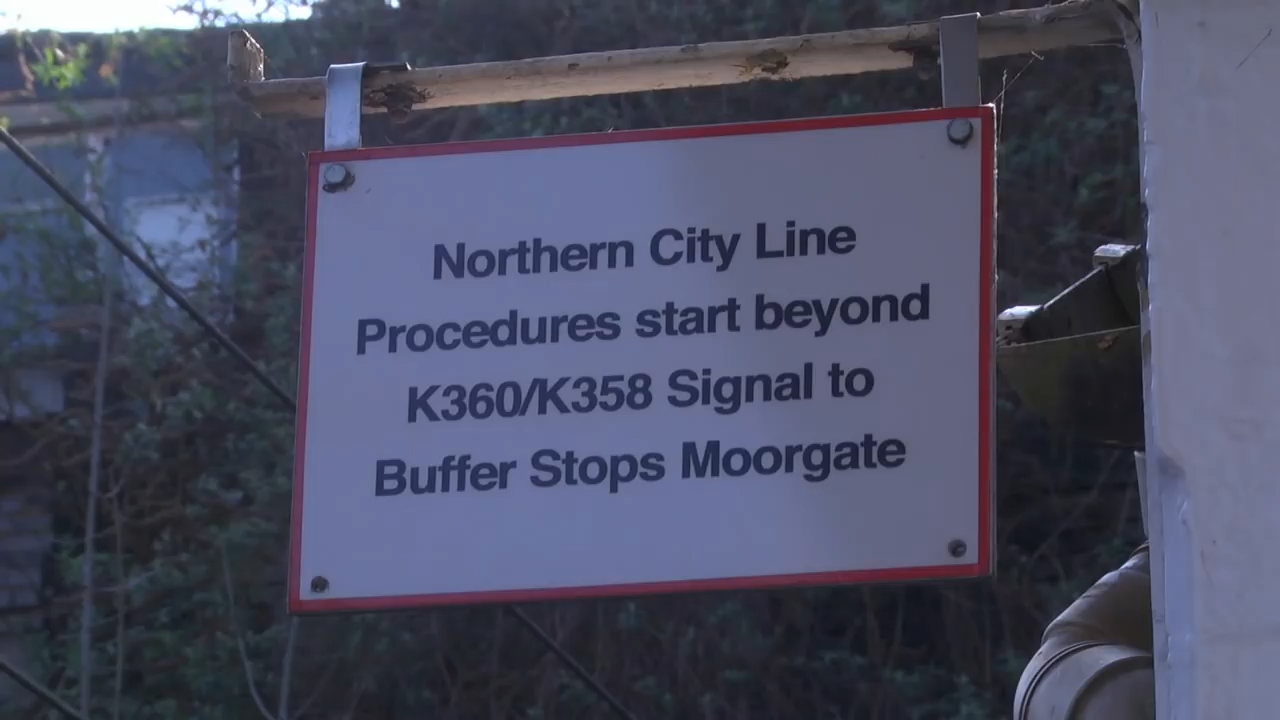 Northern City Line
Procedures start beyond
K360/K358 Signal to
Buffer Stops Moorgate